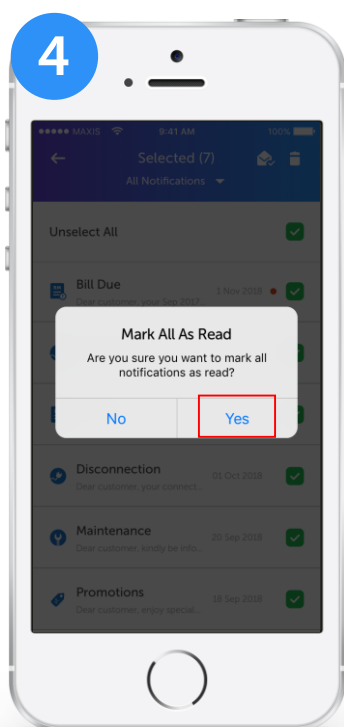 4
MAXIS 9:41 AM 100%
Selected (7)
All Notifications
Unselect All
Bill Due
1 Nov 2018
Dear customer, your Sep 2017...
Mark All As Read
Are you sure you want to mark all
notifications as read?
No Yes
Disconnection
01 Oct 2018
Dear customer, your connect...
Maintenance
20 Sep 2018
Dear customer, kindly be info...
Promotions
18 Sep 2018
Dear customer, enjoy special...